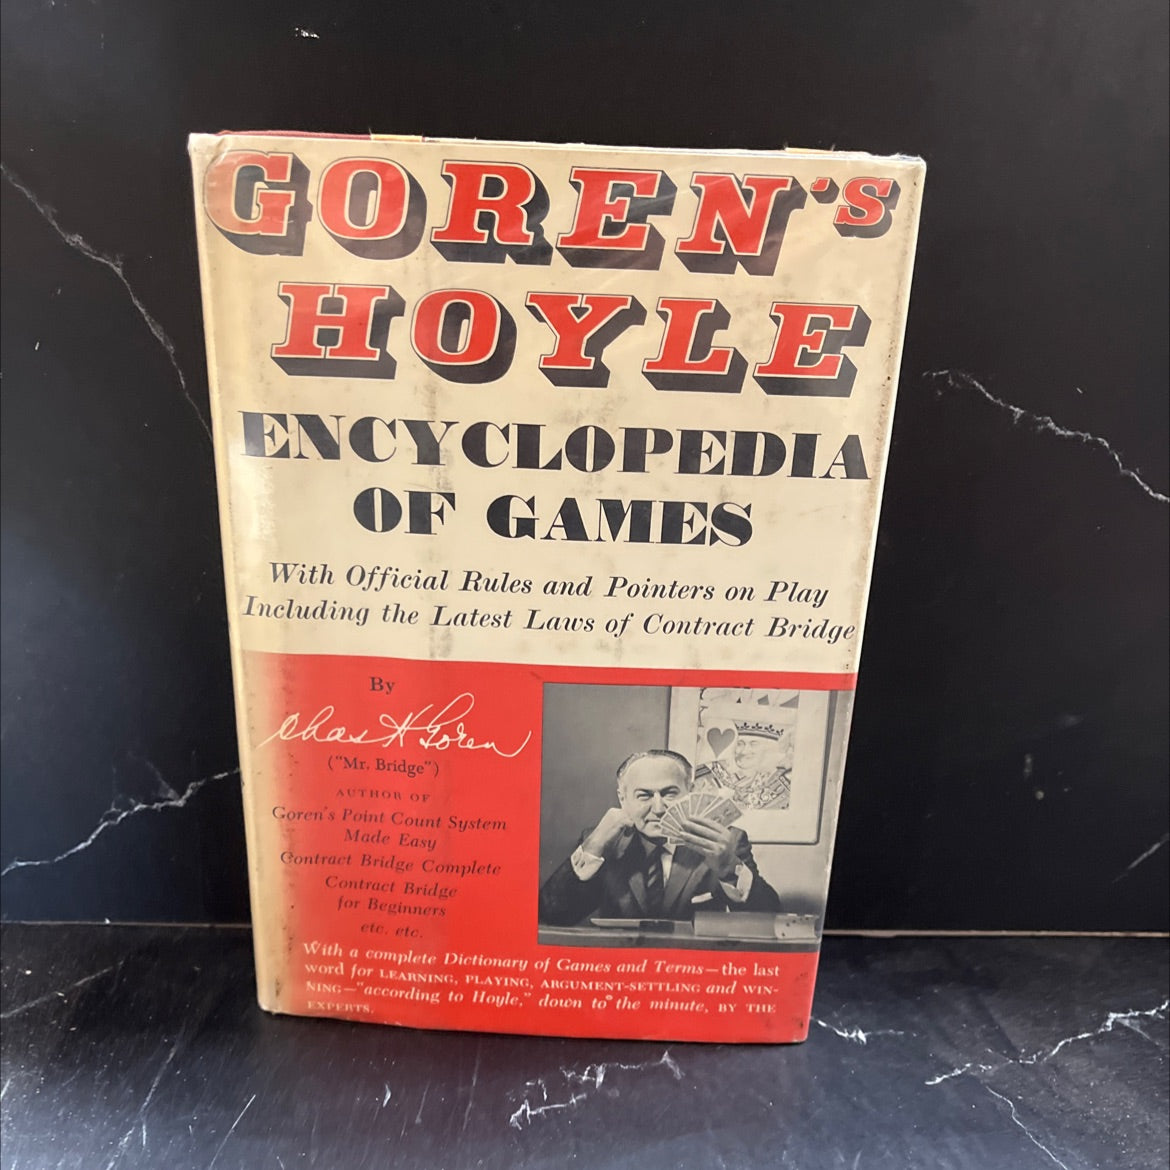 GOREN'S
HOYLE
ENCYCLOPEDIA
OF GAMES
With Official Rules and Pointers on Play
Including the Latest Laws of Contract Bridge
By
Chas H Goren
("Mr. Bridge")
AUTHOR OF
Goren's Point Count System
Made Easy
Contract Bridge Complete
Contract Bridge
for Beginners
etc. etc.
With a complete Dictionary of Games and Terms—the last
word for LEARNING, PLAYING, ARGUMENT-SETTLING and WIN-
NING—"according to Hoyle," down to the minute, BY THE
EXPERTS.